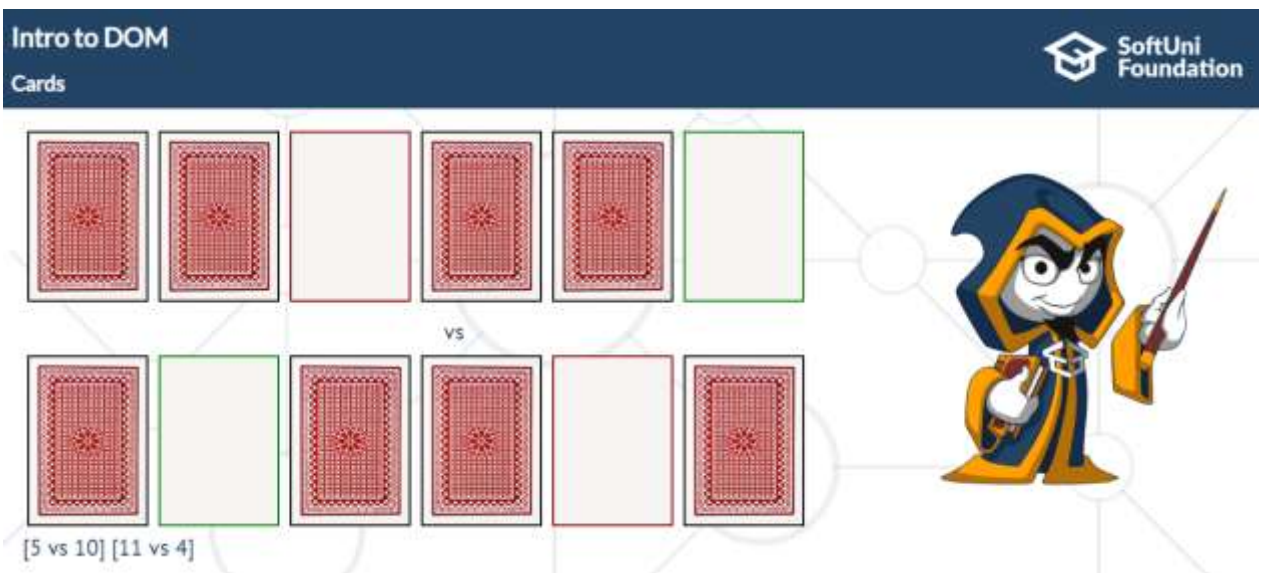 Intro to DOM
Cards
SoftUni
Foundation
vs
[5 vs 10] [11 vs 4]